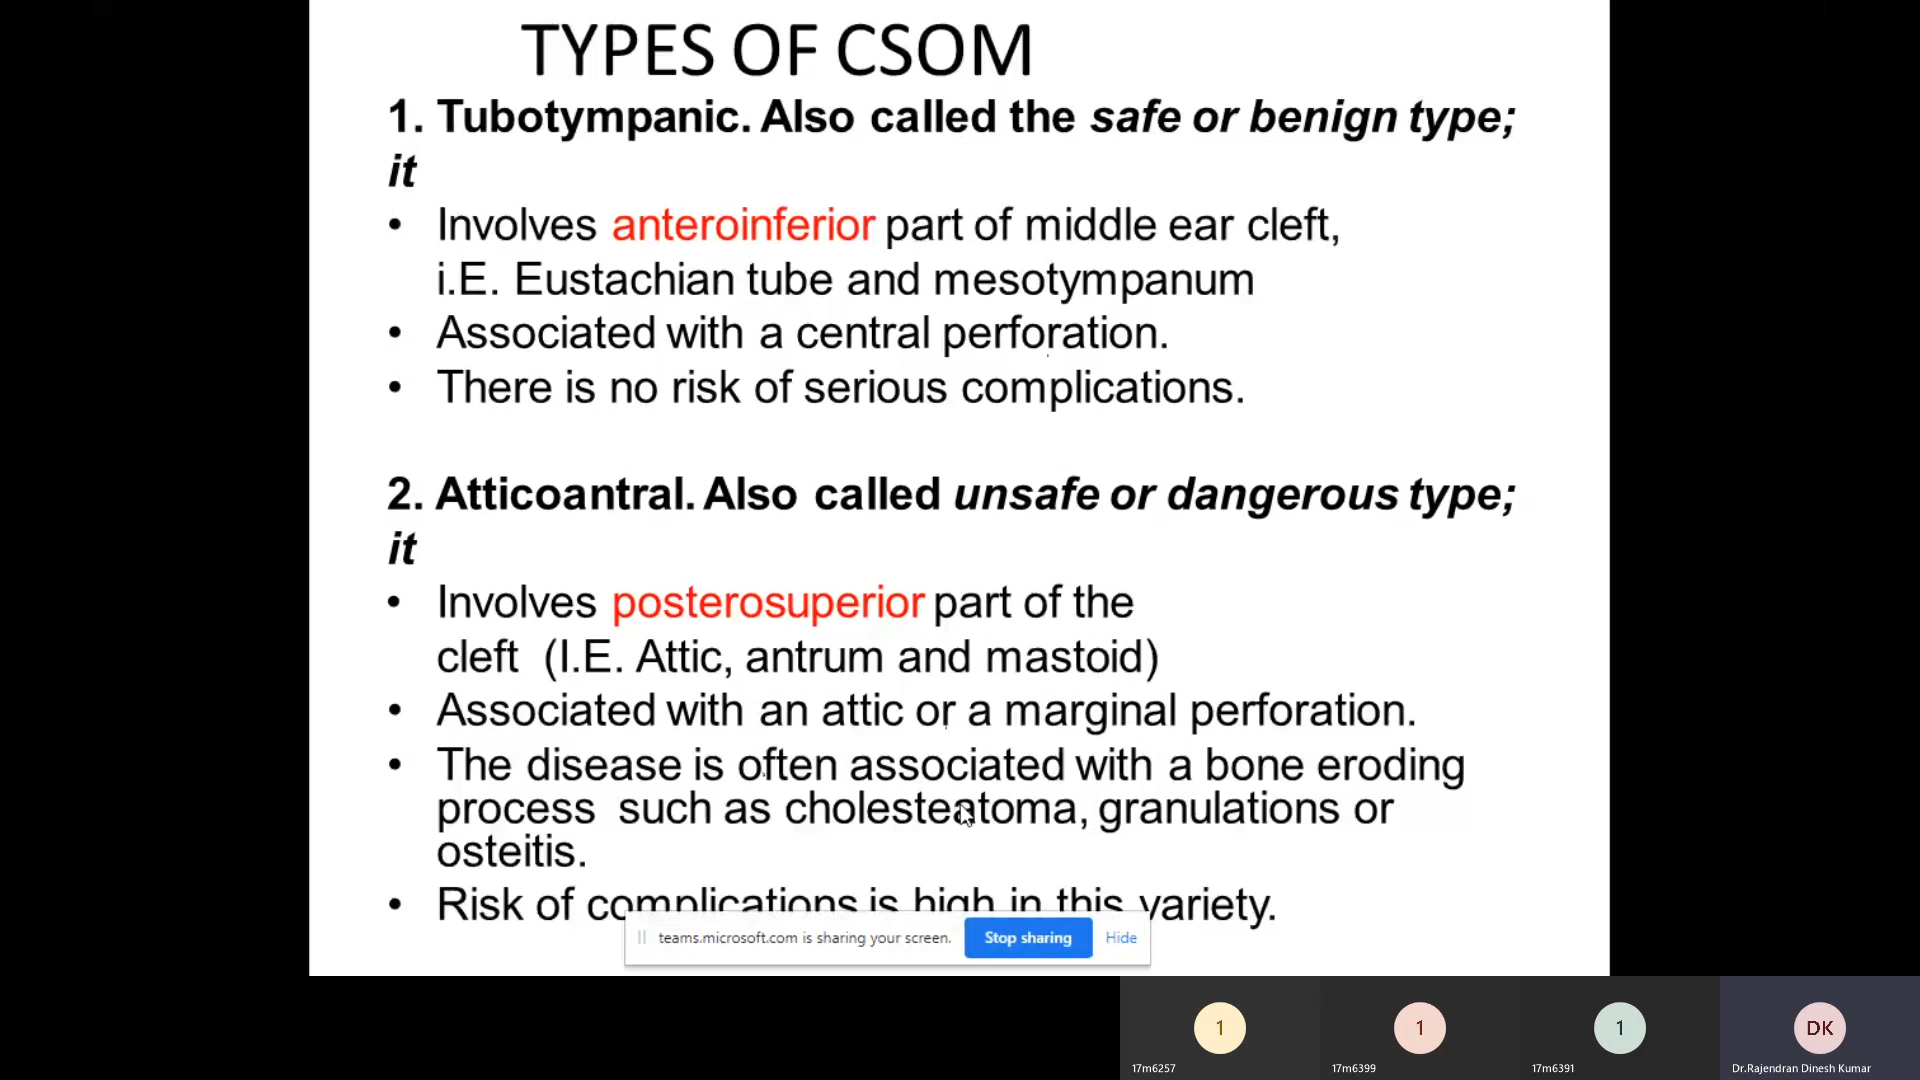 TYPES OF CSOM
1. Tubotympanic. Also called the safe or benign type;
it
• Involves anteroinferior part of middle ear cleft,
i.E. Eustachian tube and mesotympanum
• Associated with a central perforation.
• There is no risk of serious complications.
2. Atticoantral. Also called unsafe or dangerous type;
it
• Involves posterosuperior part of the
cleft (I.E. Attic, antrum and mastoid)
• Associated with an attic or a marginal perforation.
• The disease is often associated with a bone eroding
process such as cholesteatoma, granulations or
osteitis.
• Risk of complications is high in this variety.
teams.microsoft.com is sharing your screen. Stop sharing Hide
1 1 1 DK
17m6257 17m6399 17m6391 Dr.Rajendran Dinesh Kumar